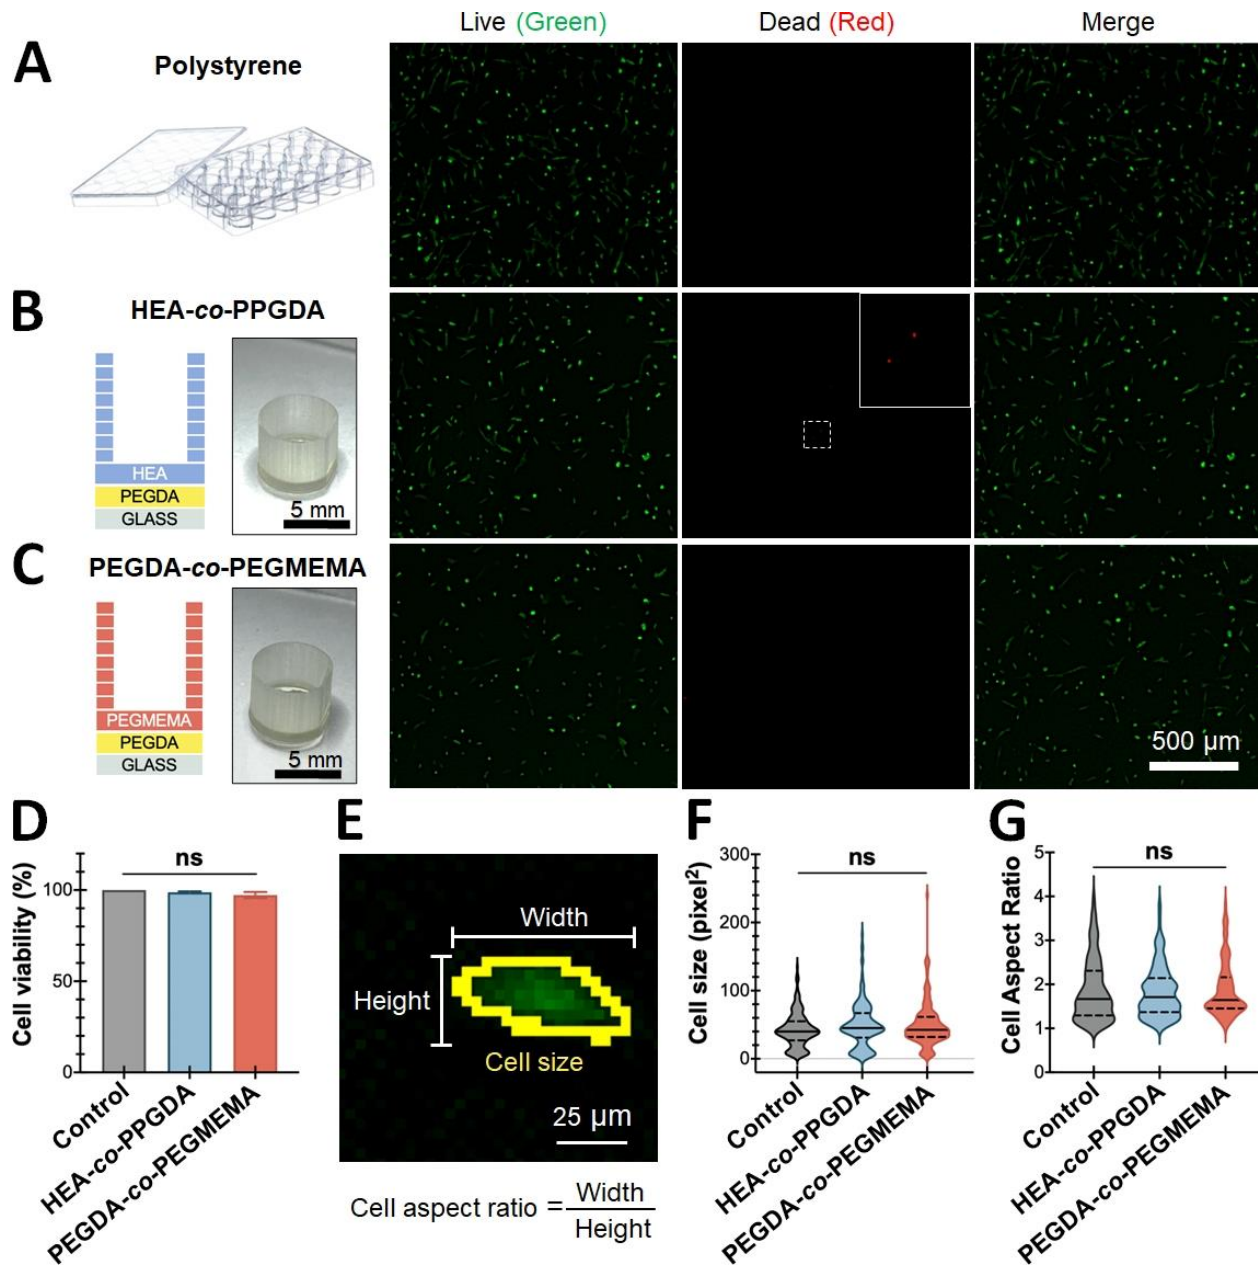 Live (Green)
Dead (Red)
Merge
A
Polystyrene
B
HEA-co-PPGDA
HEA
PEGDA
GLASS
5 mm
C
PEGDA-co-PEGMEMA
PEGMEMA
PEGDA
GLASS
5 mm
500 µm
D
Cell viability (%)
100
50
0
ns
Control
HEA-co-PPGDA
PEGDA-co-PEGMEMA
E
Width
Height
Cell size
25 µm
Cell aspect ratio = Width
Height
F
Cell size (pixel²)
300
200
100
0
ns
Control
HEA-co-PPGDA
PEGDA-co-PEGMEMA
G
Cell Aspect Ratio
5
4
3
2
1
0
ns
Control
HEA-co-PPGDA
PEGDA-co-PEGMEMA